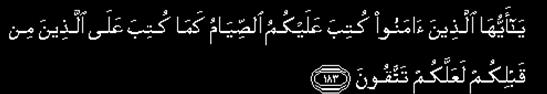 يَٰٓأَيُّهَا ٱلَّذِينَ ءَامَنُوا۟ كُتِبَ عَلَيْكُمُ ٱلصِّيَامُ كَمَا كُتِبَ عَلَى ٱلَّذِينَ مِن
قَبْلِكُمْ لَعَلَّكُمْ تَتَّقُونَ ١٨٣